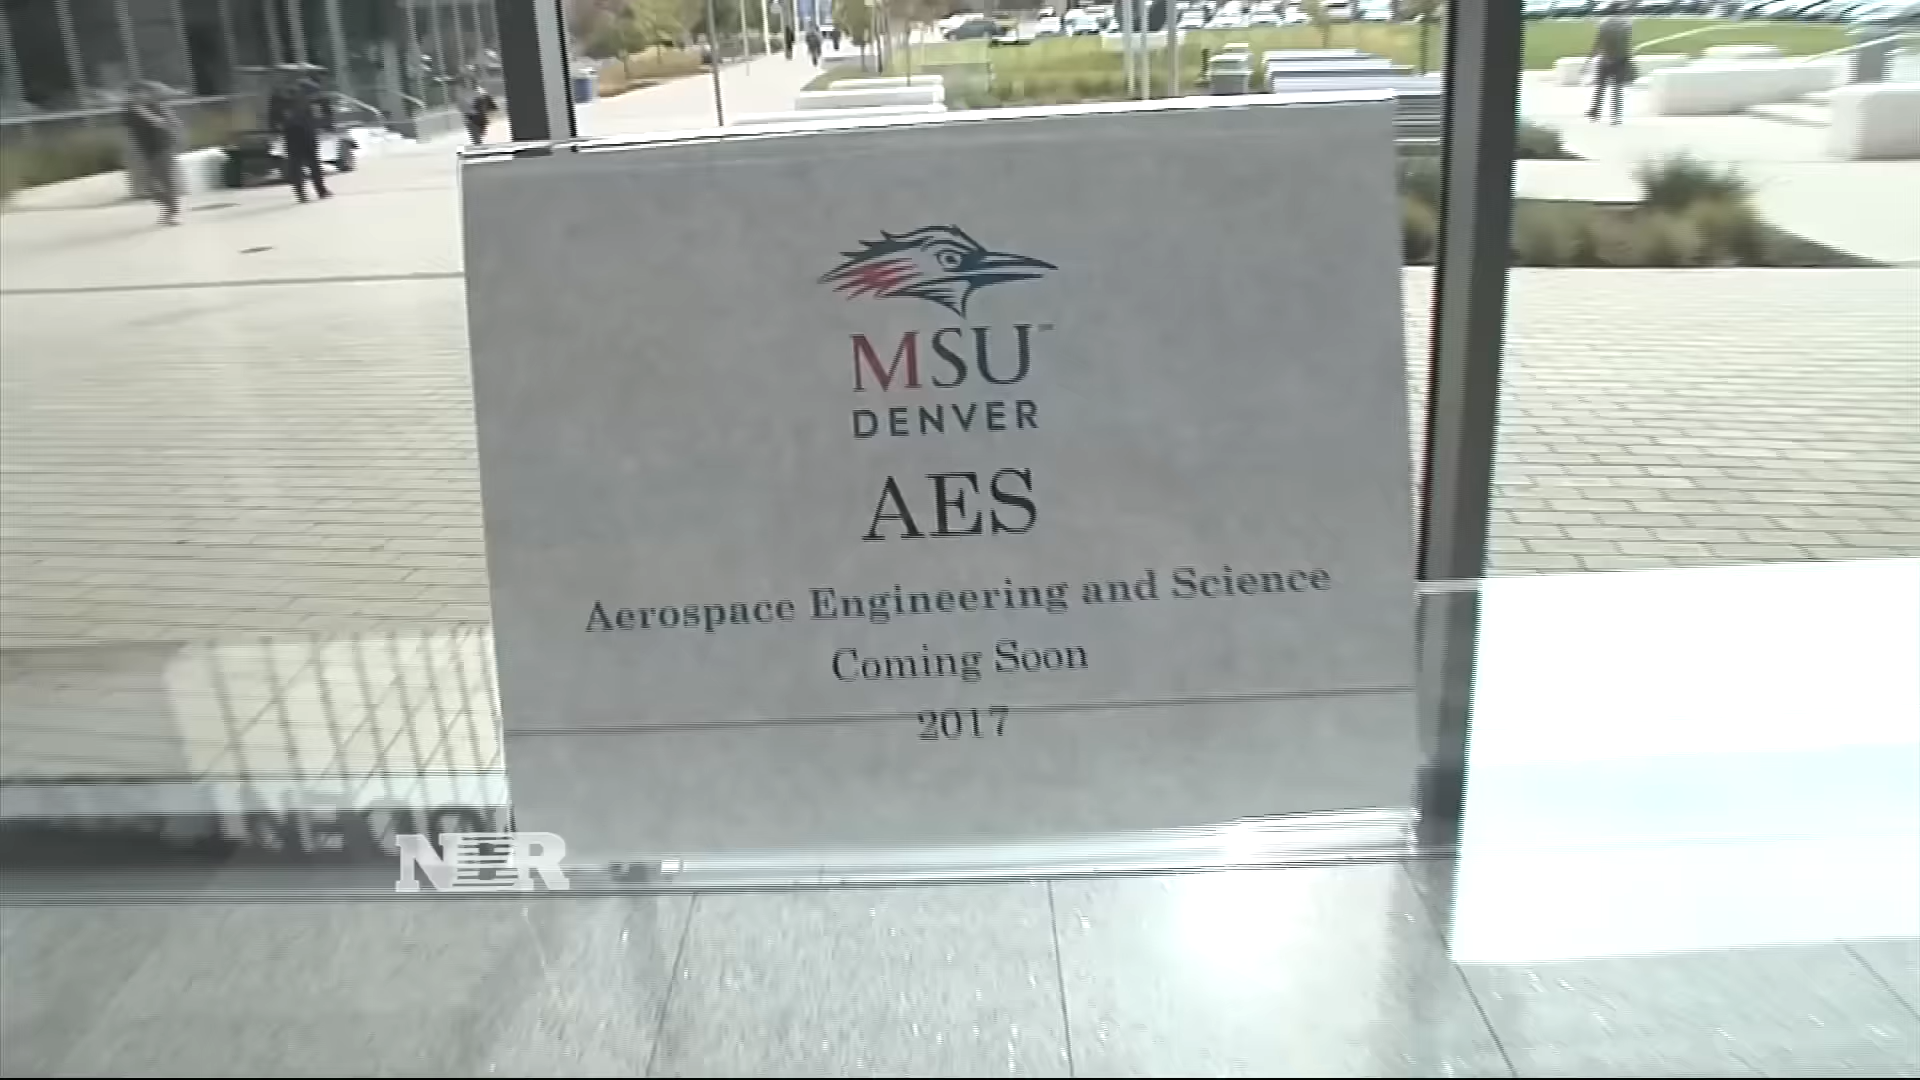 MSU™
DENVER
AES
Aerospace Engineering and Science
Coming Soon
2017
NER